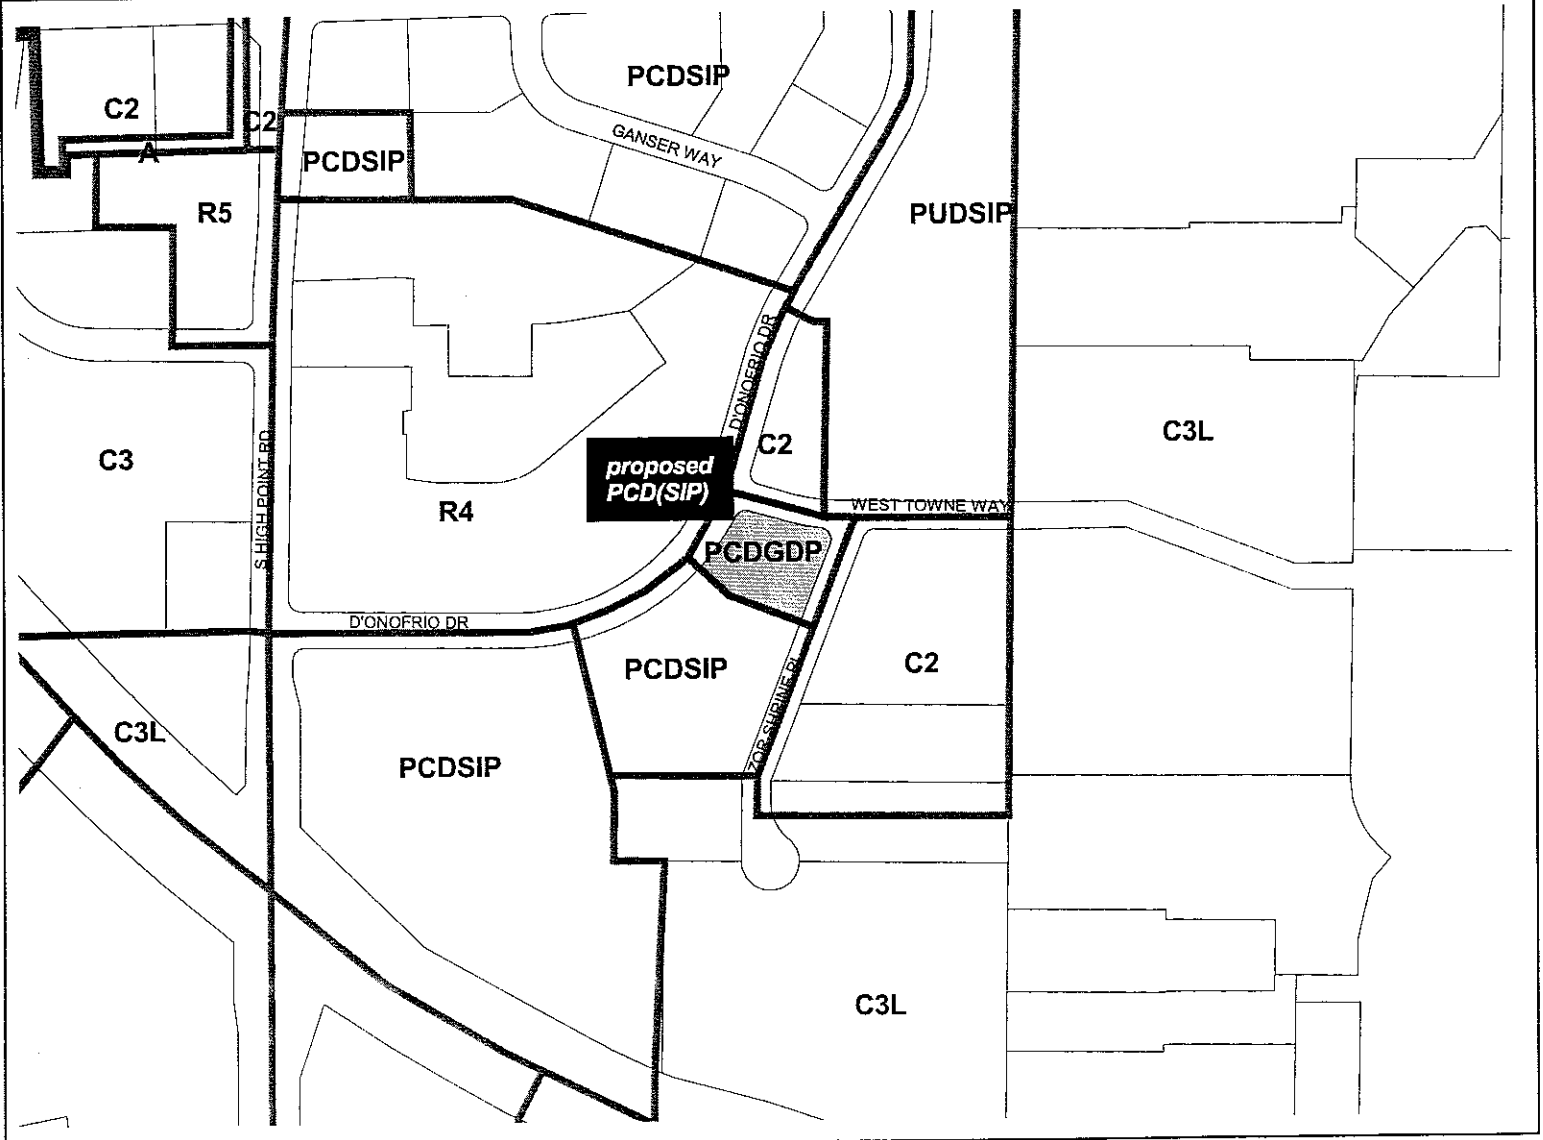 PCDSIP
C2
C2
GANSER WAY
A
PCDSIP
R5
PUDSIP
D'ONOFRIO DR
C3L
C2
C3
S HIGH POINT RD
proposed
PCD(SIP)
R4
WEST TOWNE WAY
PCDGDP
D'ONOFRIO DR
PCDSIP
C2
ZOR SHRINE PL
C3L
PCDSIP
C3L